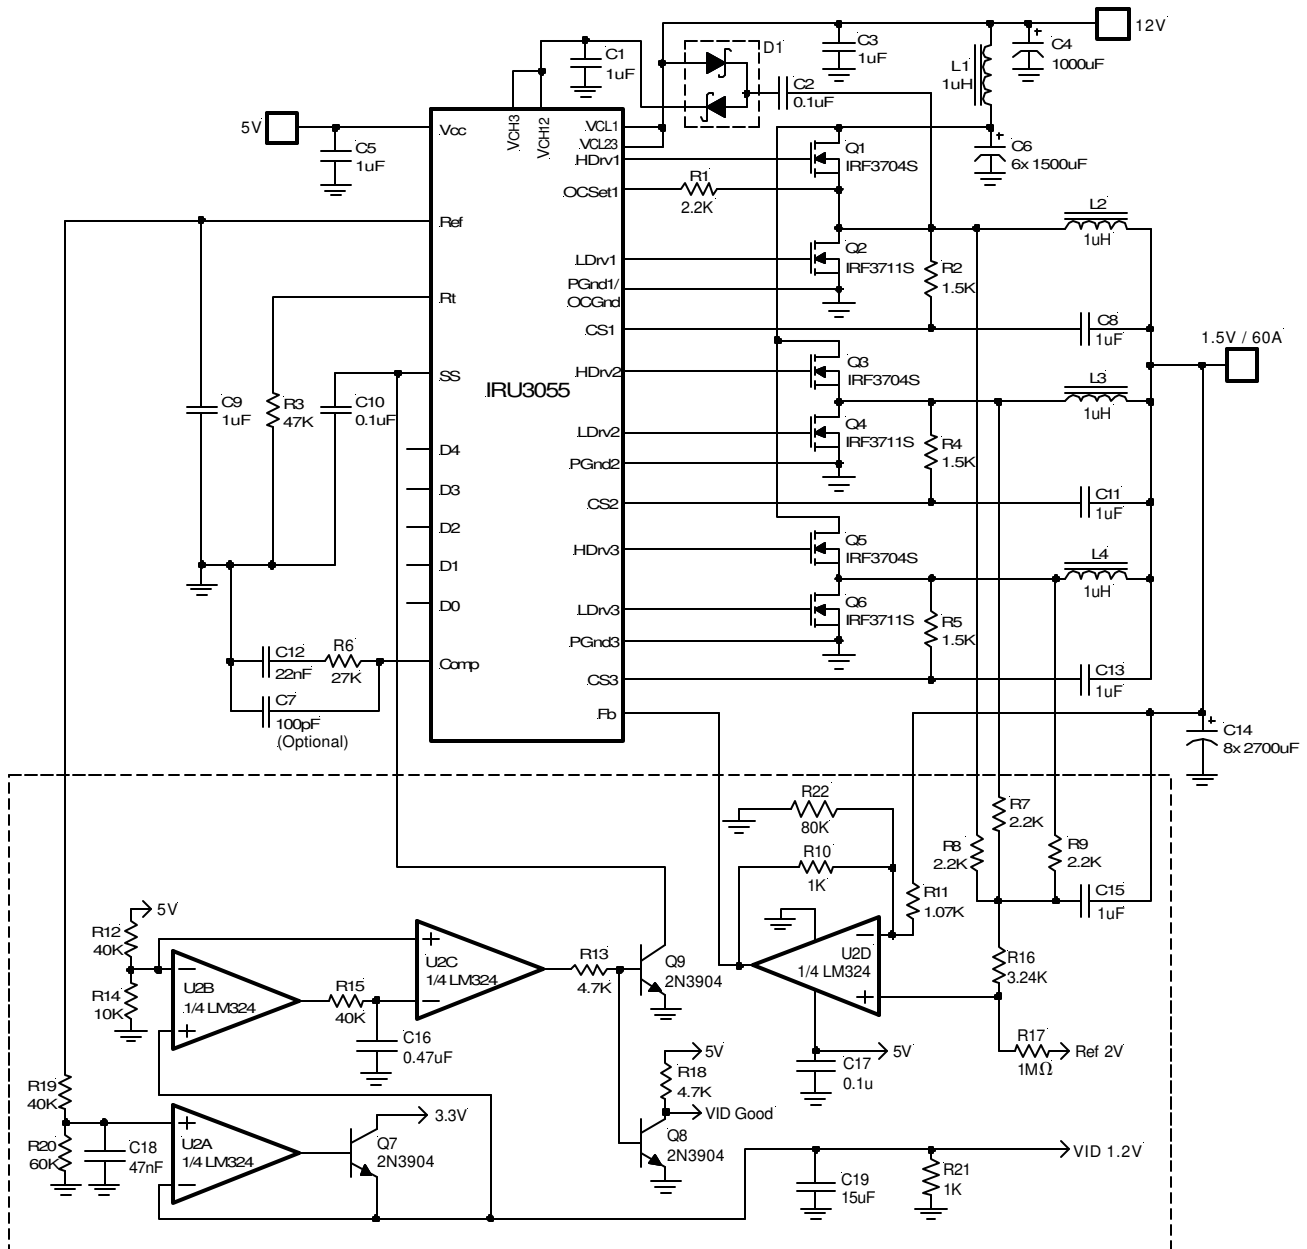 12V
C3
1uF
C4
1000uF
D1
C1
1uF
L1
1uH
C2
0.1uF
5V
C5
1uF
Vcc
VCH3
VCH12
VCL1
VCL23
HDrv1
Q1
IRF3704S
C6
6x 1500uF
OCSet1
R1
2.2K
Ref
L2
1uH
LDrv1
Q2
IRF3711S
R2
1.5K
PGnd1/
OCGnd
Rt
CS1
C8
1uF
1.5V / 60A
SS
IRU3055
HDrv2
Q3
IRF3704S
L3
1uH
C9
1uF
R3
47K
C10
0.1uF
D4
LDrv2
Q4
IRF3711S
R4
1.5K
PGnd2
D3
CS2
C11
1uF
D2
HDrv3
Q5
IRF3704S
L4
1uH
D1
D0
LDrv3
Q6
IRF3711S
R5
1.5K
PGnd3
C12
22nF
R6
27K
Comp
CS3
C13
1uF
C7
100pF
(Optional)
Fb
C14
8x 2700uF
R22
80K
R7
2.2K
R10
1K
R8
2.2K
R9
2.2K
R11
1.07K
C15
1uF
5V
R12
40K
U2B
1/4 LM324
R14
10K
U2C
1/4 LM324
R15
40K
R13
4.7K
Q9
2N3904
U2D
1/4 LM324
R16
3.24K
C16
0.47uF
R17
1MΩ
Ref 2V
5V
R18
4.7K
C17
0.1u
5V
R19
40K
VID Good
3.3V
R20
60K
C18
47nF
U2A
1/4 LM324
Q7
2N3904
Q8
2N3904
VID 1.2V
C19
15uF
R21
1K